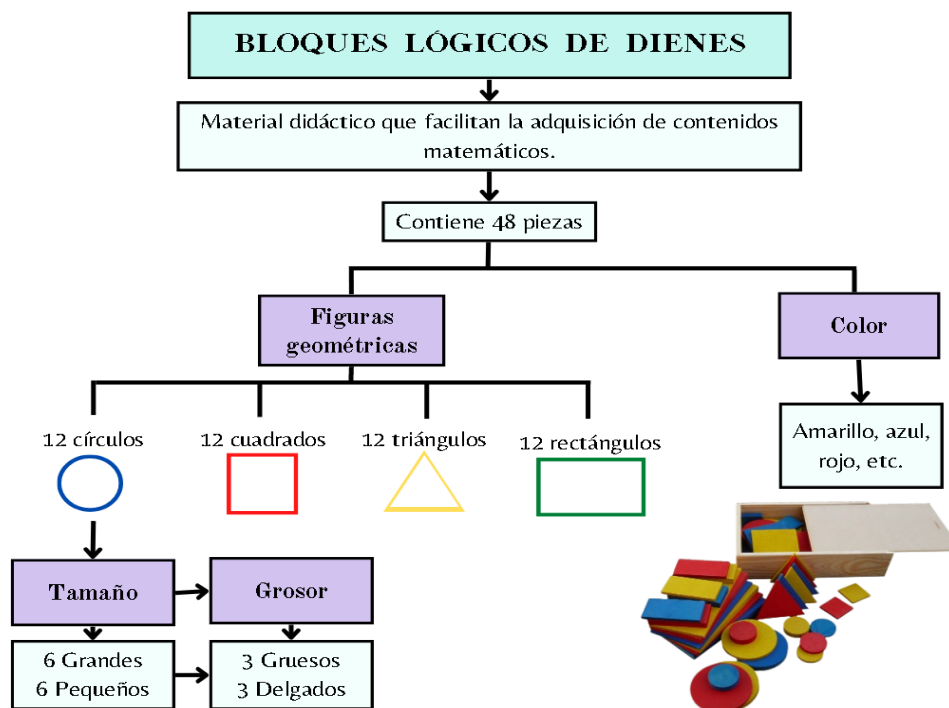 BLOQUES LÓGICOS DE DIENES
Material didáctico que facilitan la adquisición de contenidos
matemáticos.
Contiene 48 piezas
Figuras
geométricas
Color
12 círculos
12 cuadrados
12 triángulos
12 rectángulos
Amarillo, azul,
rojo, etc.
Tamaño
Grosor
6 Grandes
6 Pequeños
3 Gruesos
3 Delgados